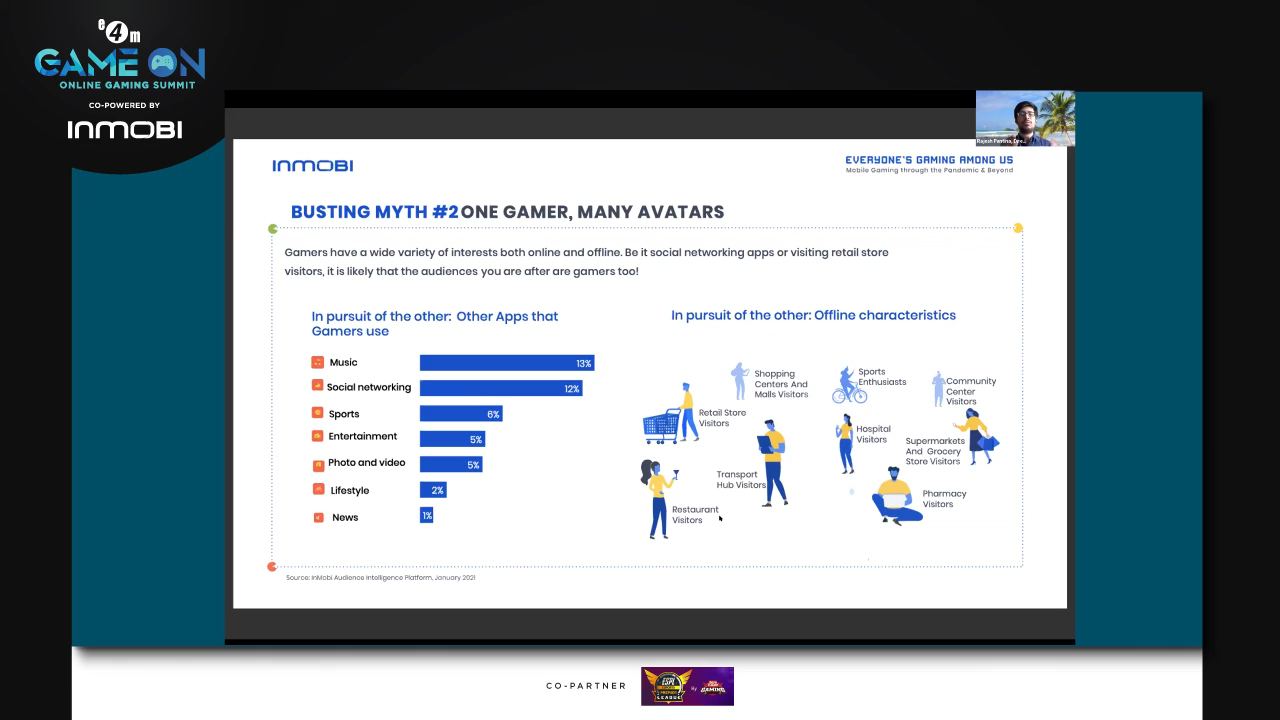 e4m
GAME ON
ONLINE GAMING SUMMIT
CO-POWERED BY
INMOBI
Rajesh Pantina, Dire...
INMOBI
EVERYONE'S GAMING AMONG US
Mobile Gaming through the Pandemic & Beyond
BUSTING MYTH #2 ONE GAMER, MANY AVATARS
Gamers have a wide variety of interests both online and offline. Be it social networking apps or visiting retail store
visitors, it is likely that the audiences you are after are gamers too!
In pursuit of the other: Other Apps that
Gamers use
Music 13%
Social networking 12%
Sports 6%
Entertainment 5%
Photo and video 5%
Lifestyle 2%
News 1%
In pursuit of the other: Offline characteristics
Shopping
Centers And
Malls Visitors
Sports
Enthusiasts
Community
Center
Visitors
Retail Store
Visitors
Hospital
Visitors
Supermarkets
And Grocery
Store Visitors
Transport
Hub Visitors
Pharmacy
Visitors
Restaurant
Visitors
Source: InMobi Audience Intelligence Platform, January 2021
CO-PARTNER
LEAGUE
By
GAMING